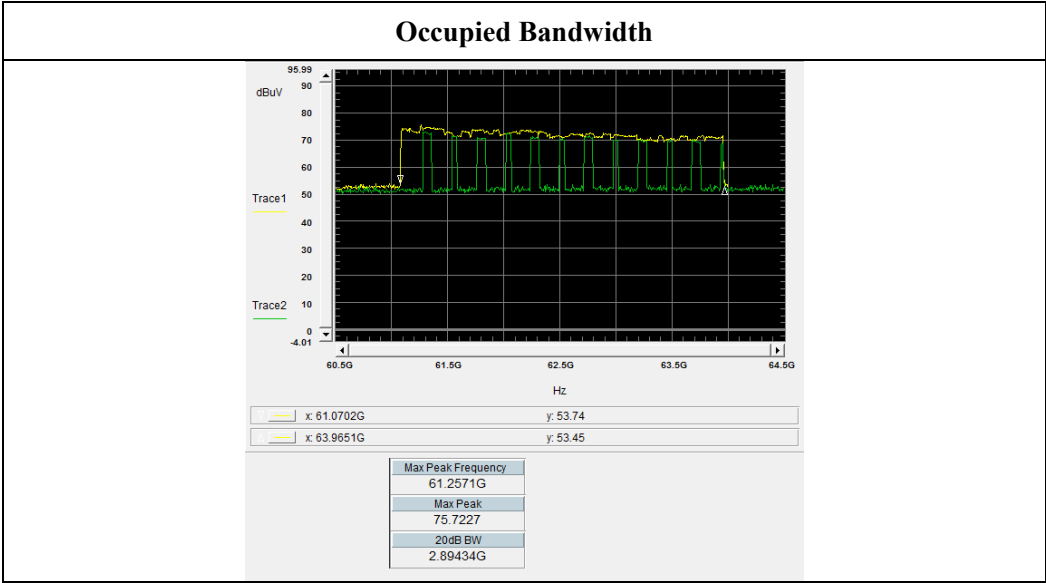 Occupied Bandwidth
95.99
dBuV
90
80
70
60
Trace1
50
40
30
20
Trace2
10
0
-4.01
60.5G 61.5G 62.5G 63.5G 64.5G
Hz
x: 61.0702G y: 53.74
x: 63.9651G y: 53.45
Max Peak Frequency
61.2571G
Max Peak
75.7227
20dB BW
2.89434G